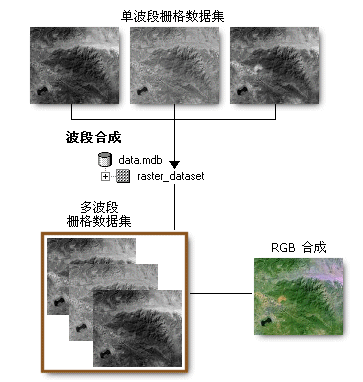 单波段栅格数据集
波段合成
data.mdb
raster_dataset
多波段
栅格数据集
RGB 合成